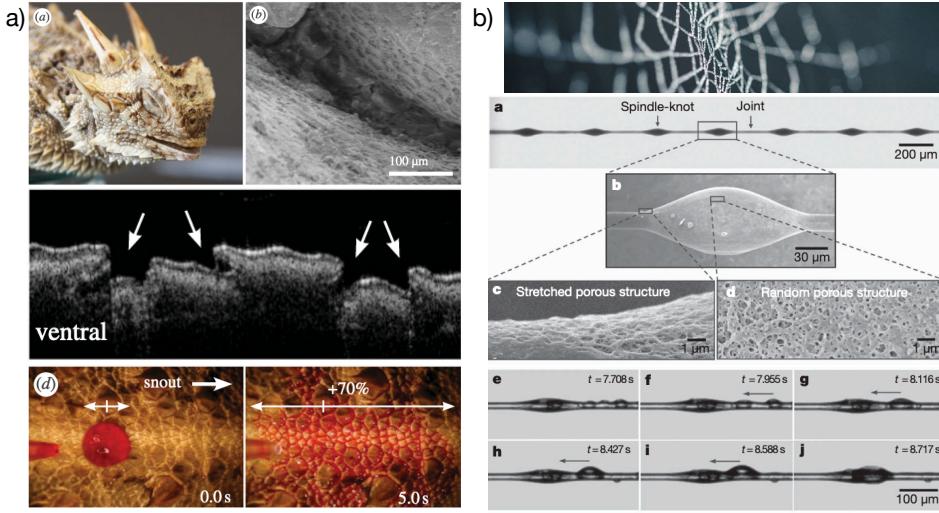 a)
(a)
(b)
100 µm
ventral
(d)
snout
+70%
0.0 s
5.0 s
b)
a
Spindle-knot
Joint
200 µm
b
30 µm
c Stretched porous structure
1 µm
d Random porous structure
1 µm
e t = 7.708 s
f t = 7.955 s
g t = 8.116 s
h t = 8.427 s
i t = 8.588 s
j t = 8.717 s
100 µm